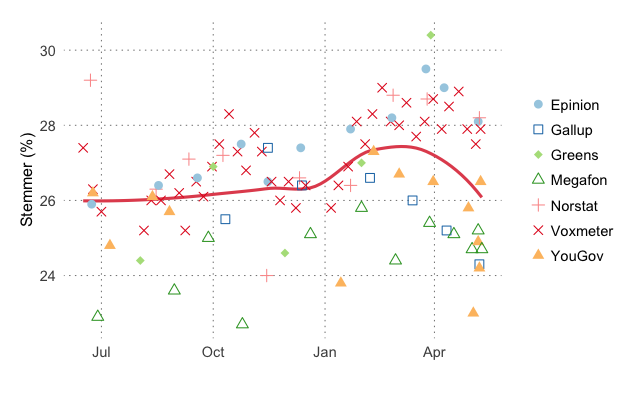 Stemmer (%)
30
28
26
24
Jul
Oct
Jan
Apr
Epinion
Gallup
Greens
Megafon
Norstat
Voxmeter
YouGov